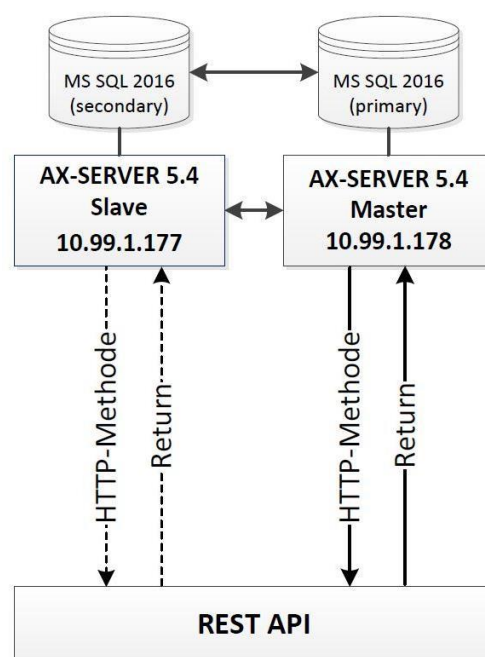 MS SQL 2016
(secondary)
MS SQL 2016
(primary)
AX-SERVER 5.4
Slave
10.99.1.177
AX-SERVER 5.4
Master
10.99.1.178
HTTP-Methode
Return
HTTP-Methode
Return
REST API